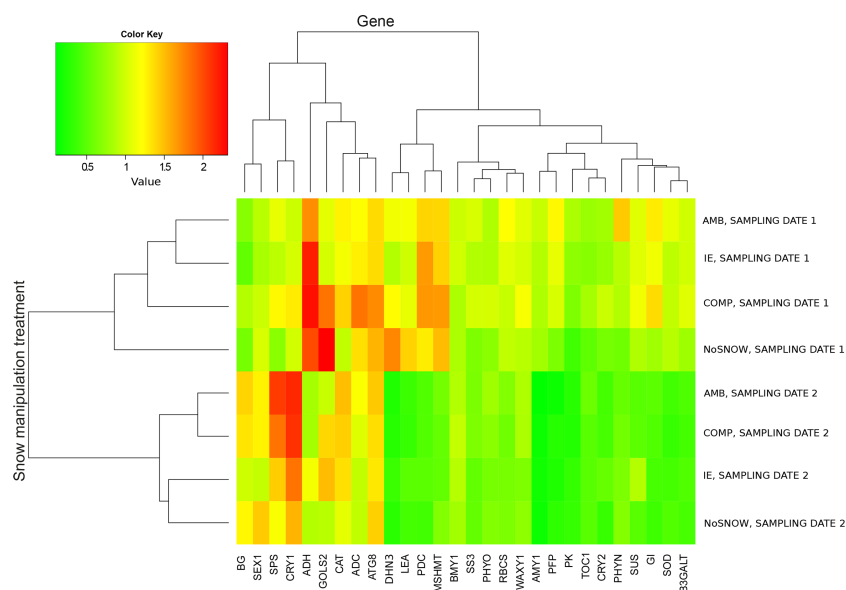 Gene
Color Key
0.5 1 1.5 2
Value
Snow manipulation treatment
AMB, SAMPLING DATE 1
IE, SAMPLING DATE 1
COMP, SAMPLING DATE 1
NoSNOW, SAMPLING DATE 1
AMB, SAMPLING DATE 2
COMP, SAMPLING DATE 2
IE, SAMPLING DATE 2
NoSNOW, SAMPLING DATE 2
BG
SEX1
SPS
CRY1
ADH
GOLS2
CAT
ADC
ATG8
DHN3
LEA
PDC
MSHMT
BMY1
SS3
PHYO
RBCS
WAXY1
AMY1
PFP
PK
TOC1
CRY2
PHYN
SUS
GI
SOD
B3GALT